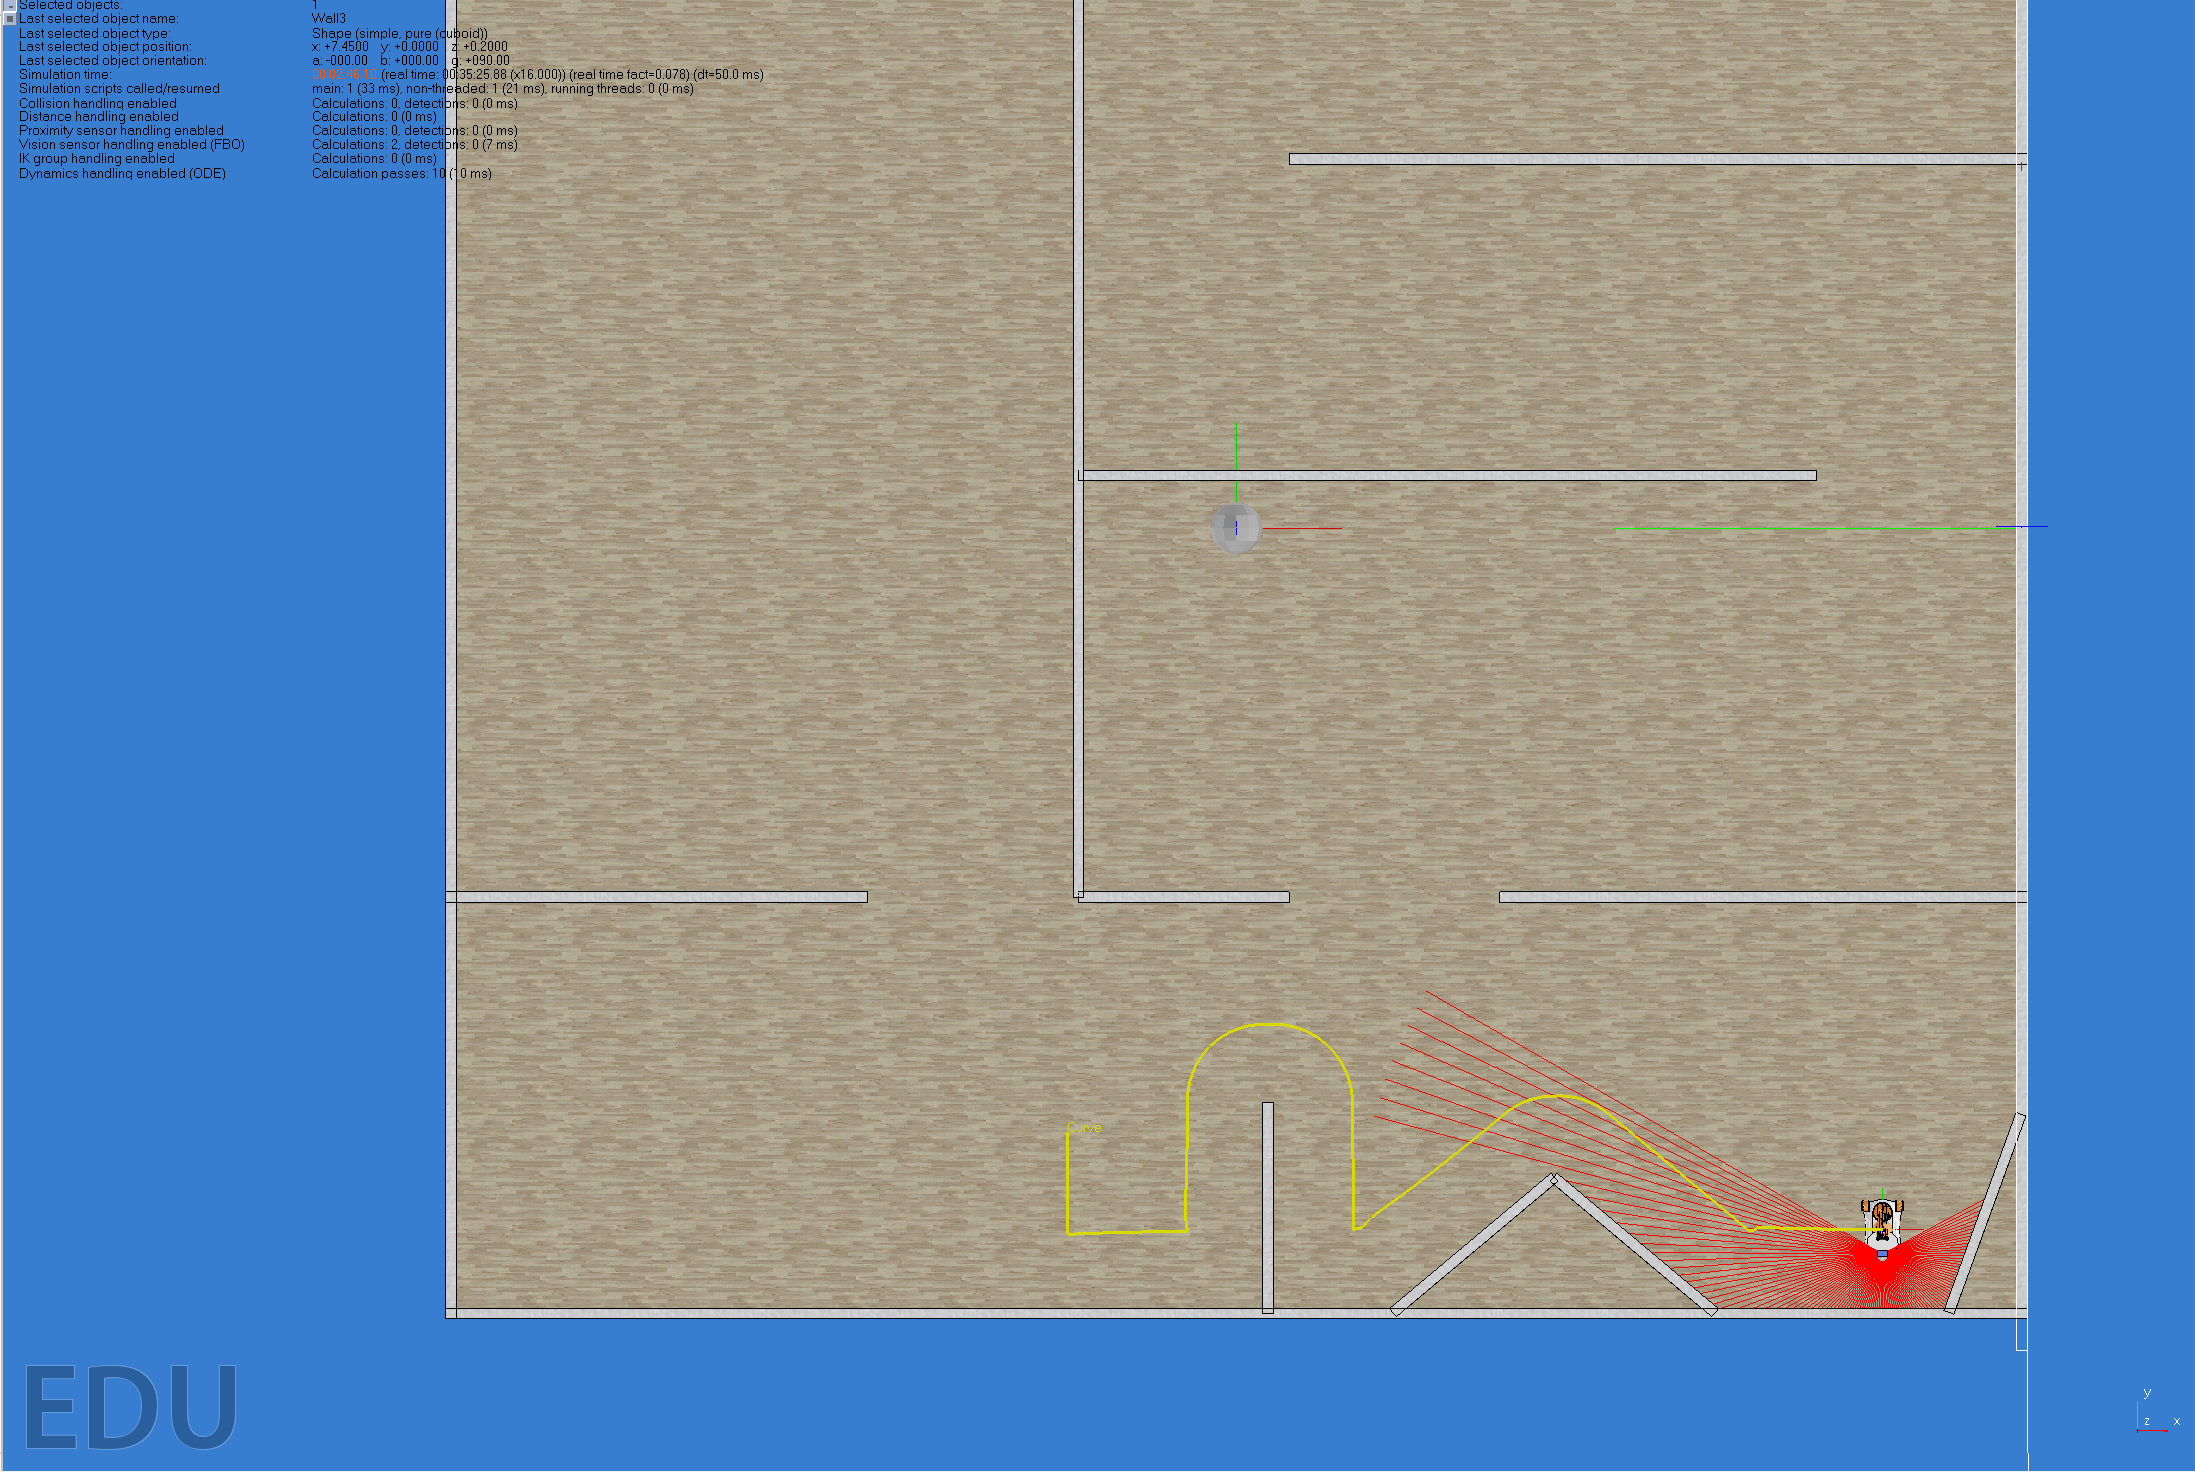 Selected objects: 1
Last selected object name: Wall3
Last selected object type: Shape (simple, pure (cuboid))
Last selected object position: x: +7.4500 y: +0.0000 z: +0.2000
Last selected object orientation: a: -000.00 b: +000.00 g: +090.00
Simulation time: (real time: 00:35:25.88 (x16.000)) (real time fact=0.078) (dt=50.0 ms)
Simulation scripts called/resumed main: 1 (33 ms), non-threaded: 1 (21 ms), running threads: 0 (0 ms)
Collision handling enabled Calculations: 0, detections: 0 (0 ms)
Distance handling enabled Calculations: 0 (0 ms)
Proximity sensor handling enabled Calculations: 0, detections: 0 (0 ms)
Vision sensor handling enabled (FBO) Calculations: 2, detections: 0 (7 ms)
IK group handling enabled Calculations: 0 (0 ms)
Dynamics handling enabled (ODE) Calculation passes: 10 (10 ms)
Curve
EDU
y
z x